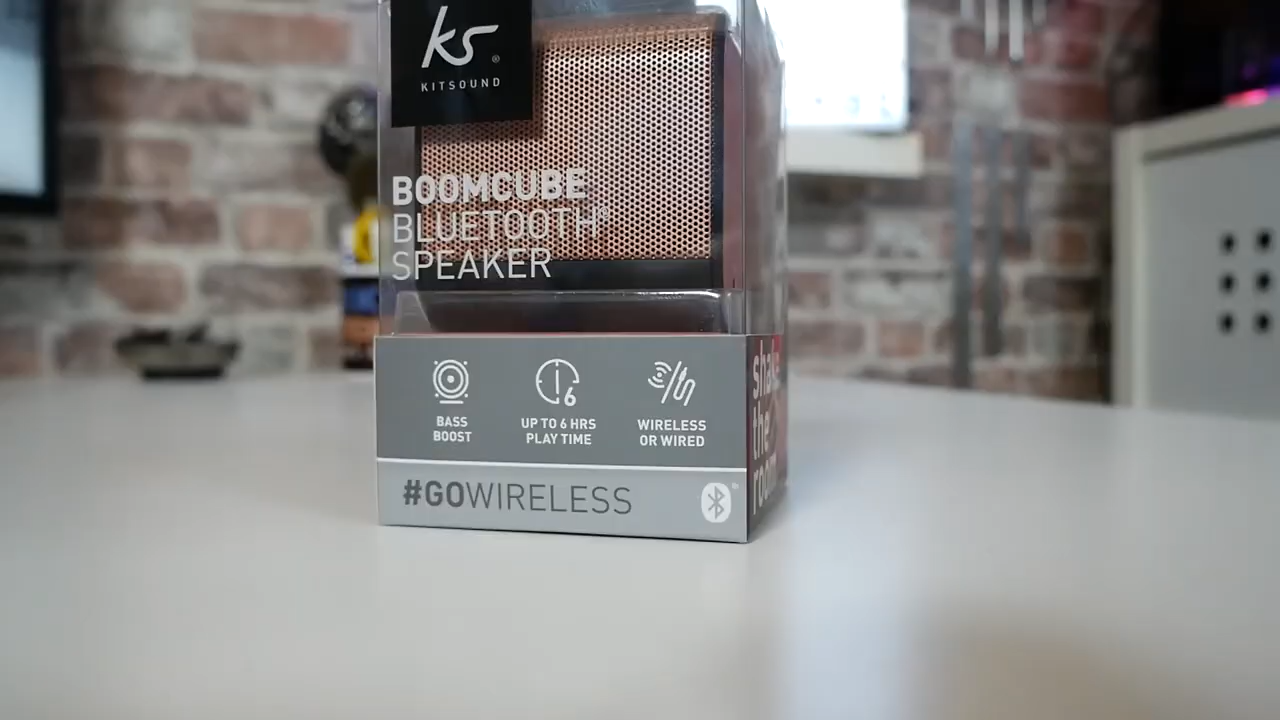 ks®
KITSOUND
BOOMCUBE
BLUETOOTH®
SPEAKER
6
BASS
BOOST
UP TO 6 HRS
PLAY TIME
WIRELESS
OR WIRED
#GOWIRELESS
shake
the
room